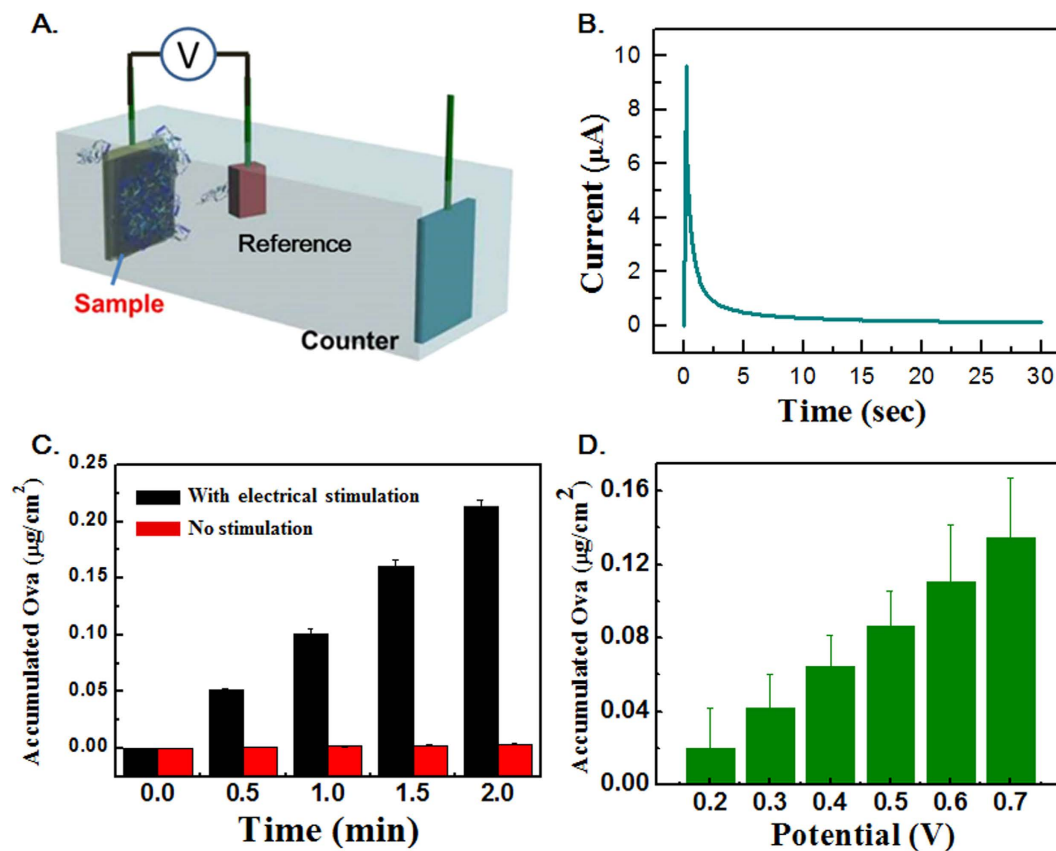 A.
V
Reference
Sample
Counter
B.
Current (μA)
10
8
6
4
2
0
0 5 10 15 20 25 30
Time (sec)
C.
Accumulated Ova (μg/cm²)
0.25
0.20
0.15
0.10
0.05
0.00
With electrical stimulation
No stimulation
0.0 0.5 1.0 1.5 2.0
Time (min)
D.
Accumulated Ova (μg/cm²)
0.16
0.12
0.08
0.04
0.00
0.2 0.3 0.4 0.5 0.6 0.7
Potential (V)